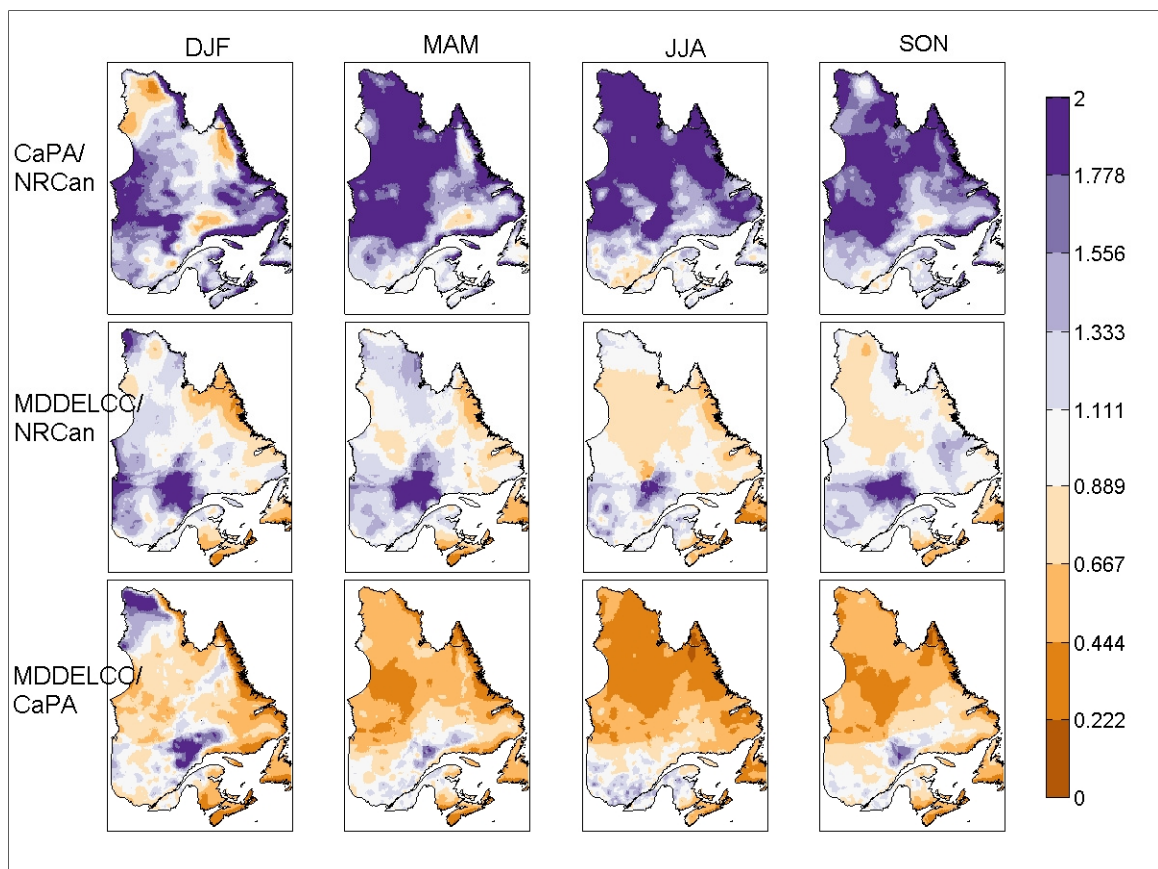 DJF
MAM
JJA
SON
CaPA/
NRCan
MDDELCC/
NRCan
MDDELCC/
CaPA
2
1.778
1.556
1.333
1.111
0.889
0.667
0.444
0.222
0